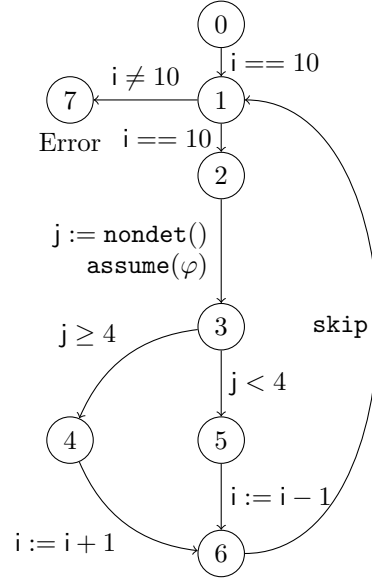 0
i == 10
i ≠ 10
7
1
Error
i == 10
2
j := nondet()
assume(φ)
3
skip
j ≥ 4
j < 4
4
5
i := i − 1
i := i + 1
6